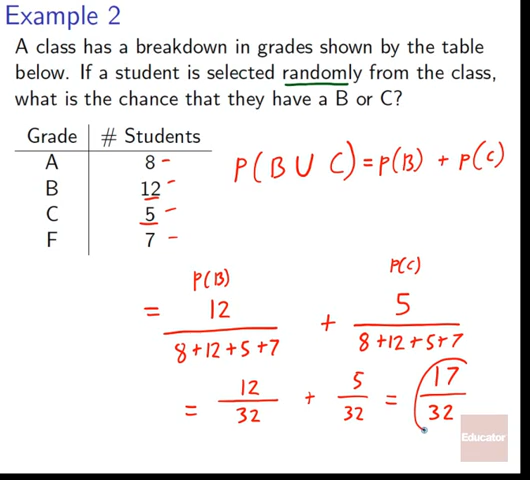 Example 2
A class has a breakdown in grades shown by the table
below. If a student is selected randomly from the class,
what is the chance that they have a B or C?
Grade # Students
A 8 -
B 12 -
C 5 -
F 7 -
P(B ∪ C) = P(B) + P(C)
P(B) P(C)
= 12 / 8+12+5+7 + 5 / 8+12+5+7
= 12/32 + 5/32 = 17/32
Educator